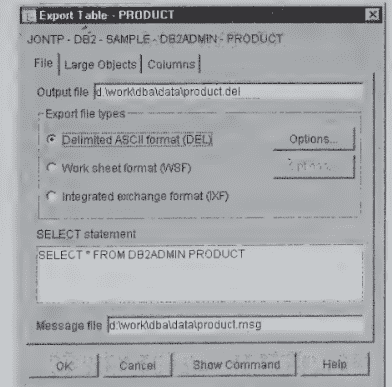 Export Table - PRODUCT
JONTP - DB2 - SAMPLE - DB2ADMIN - PRODUCT
File Large Objects Columns
Output file d:\work\dba\data\product.del
Export file types
Delimited ASCII format (DEL) Options...
Work sheet format (WSF) Options...
Integrated exchange format (IXF)
SELECT statement
SELECT * FROM DB2ADMIN PRODUCT
Message file d:\work\dba\data\product.msg
OK Cancel Show Command Help